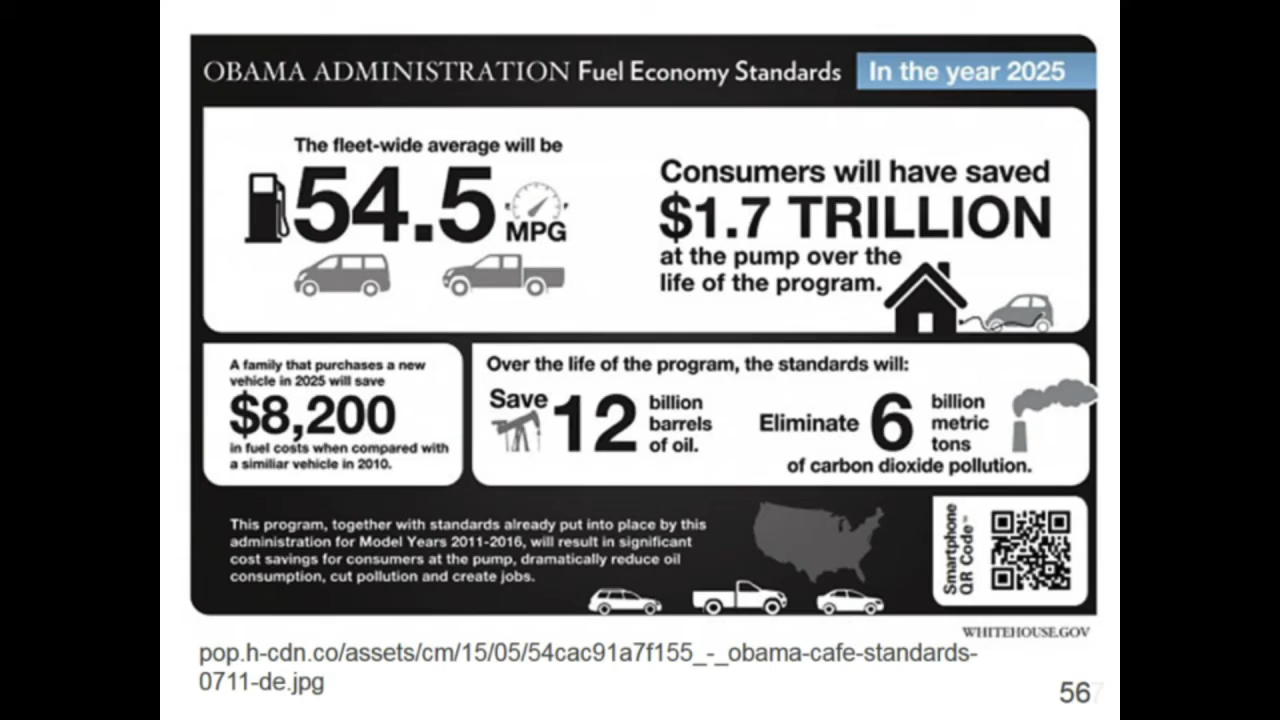 OBAMA ADMINISTRATION Fuel Economy Standards
In the year 2025
The fleet-wide average will be
54.5
MPG
Consumers will have saved
$1.7 TRILLION
at the pump over the
life of the program.
A family that purchases a new
vehicle in 2025 will save
$8,200
in fuel costs when compared with
a similiar vehicle in 2010.
Over the life of the program, the standards will:
Save
12
billion
barrels
of oil.
Eliminate
6
billion
metric
tons
of carbon dioxide pollution.
This program, together with standards already put into place by this
administration for Model Years 2011-2016, will result in significant
cost savings for consumers at the pump, dramatically reduce oil
consumption, cut pollution and create jobs.
Smartphone
QR Code™
WHITEHOUSE.GOV
pop.h-cdn.co/assets/cm/15/05/54cac91a7f155_-_obama-cafe-standards-
0711-de.jpg
56